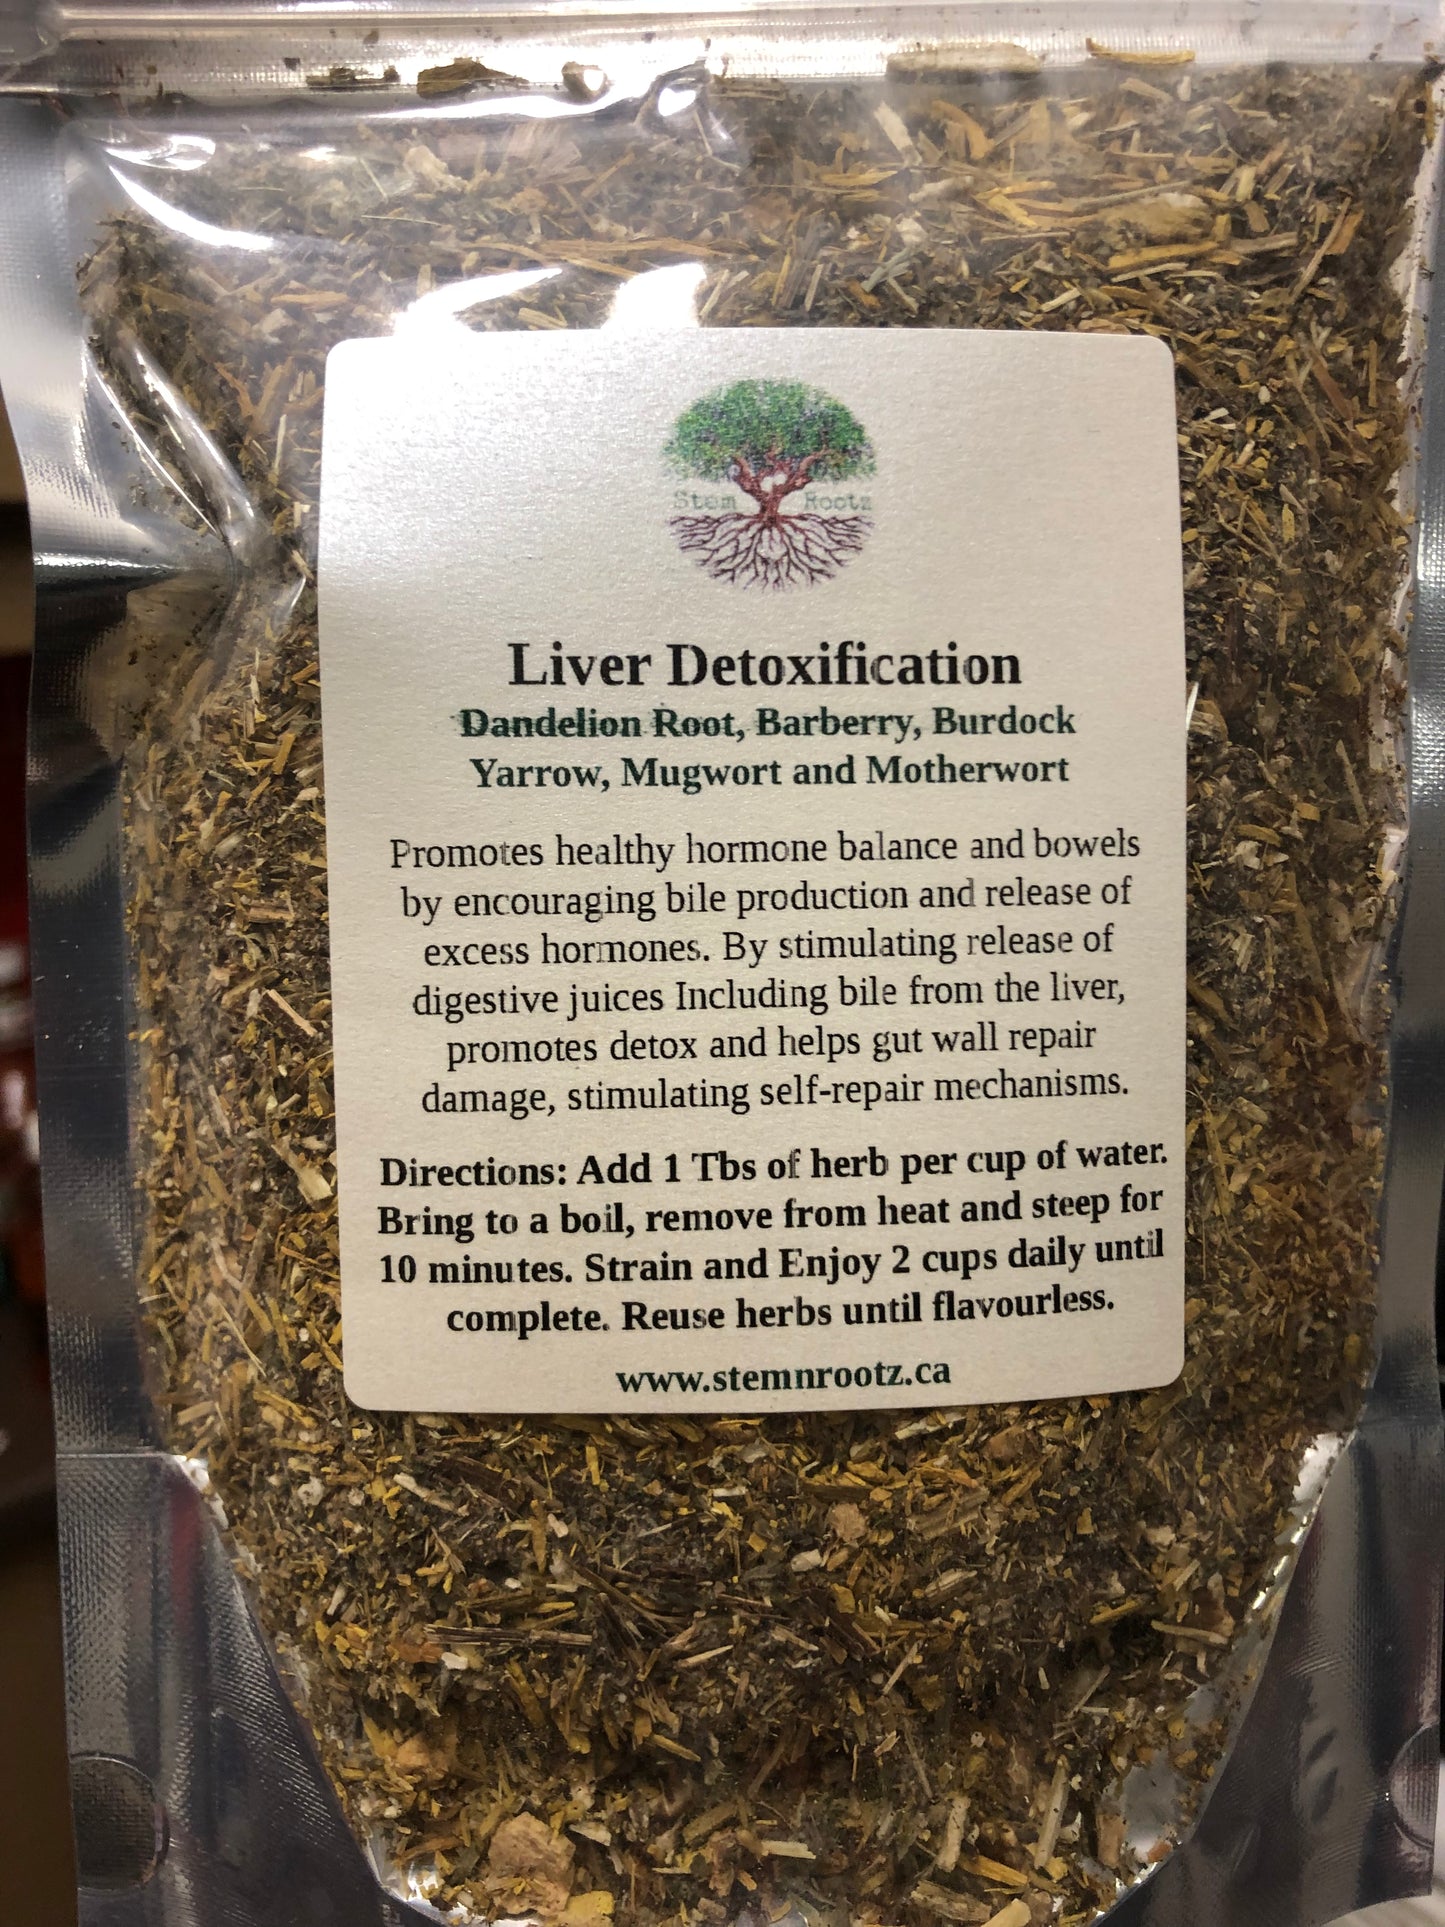 Stem Rootz
Liver Detoxification
Dandelion Root, Barberry, Burdock
Yarrow, Mugwort and Motherwort
Promotes healthy hormone balance and bowels
by encouraging bile production and release of
excess hormones. By stimulating release of
digestive juices Including bile from the liver,
promotes detox and helps gut wall repair
damage, stimulating self-repair mechanisms.
Directions: Add 1 Tbs of herb per cup of water.
Bring to a boil, remove from heat and steep for
10 minutes. Strain and Enjoy 2 cups daily until
complete. Reuse herbs until flavourless.
www.stemnrootz.ca